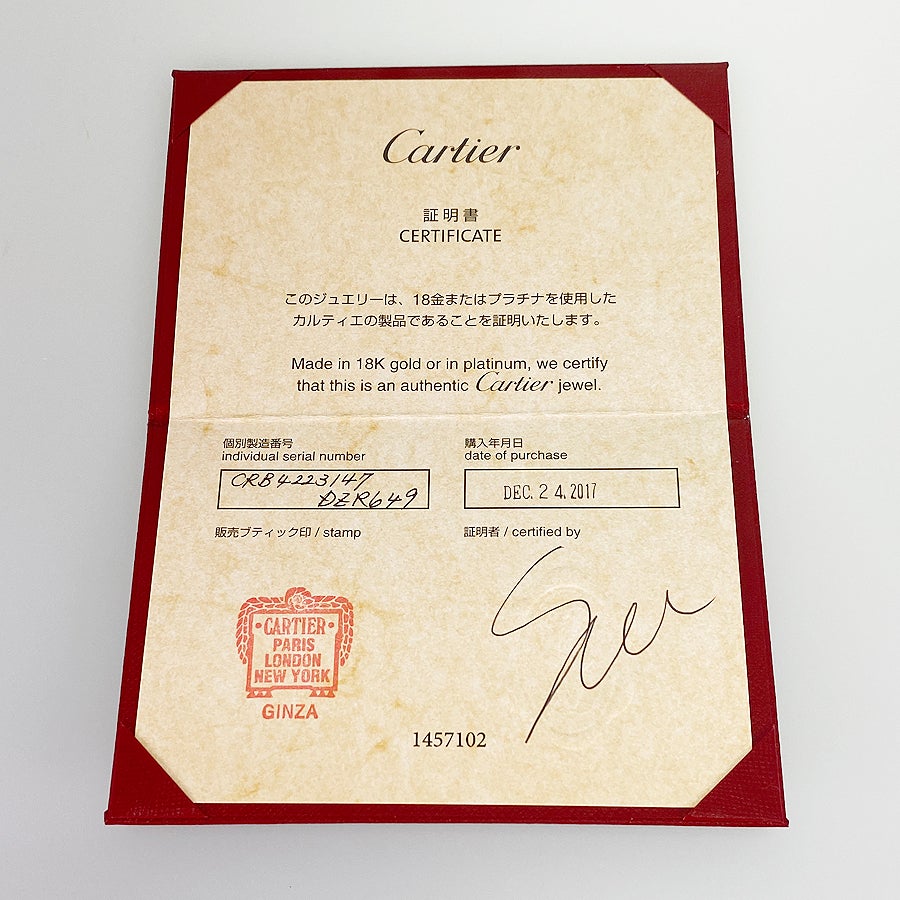 Cartier
証明書
CERTIFICATE
このジュエリーは、18金またはプラチナを使用した
カルティエの製品であることを証明いたします。
Made in 18K gold or in platinum, we certify
that this is an authentic Cartier jewel.
個別製造番号
individual serial number
CRB4223147
DZR649
購入年月日
date of purchase
DEC. 24. 2017
販売ブティック印 / stamp
証明者 / certified by
CARTIER
PARIS
LONDON
NEW YORK
GINZA
1457102